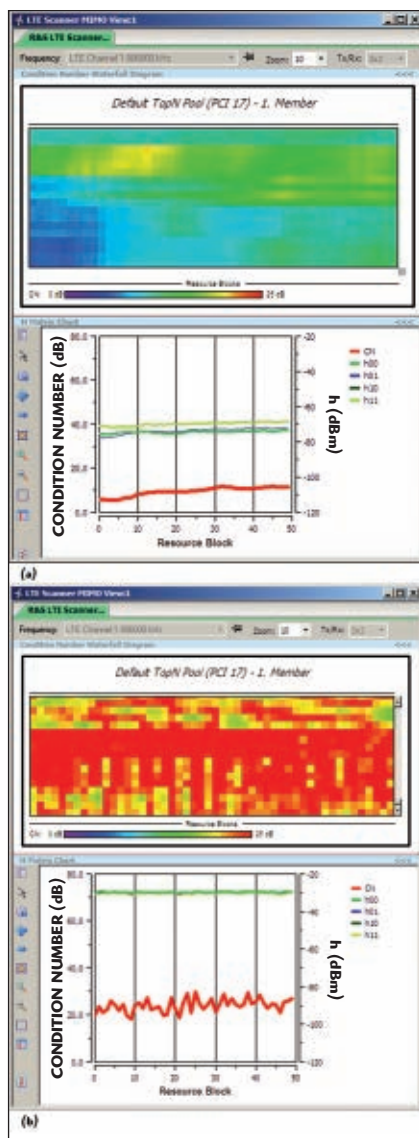 LTE Scanner MIMO View:1
R&S LTE Scanner...
Frequency: LTE Channel 1
Zoom: 10
Tx/Rx: 2x2
Condition Number Waterfall Diagram
<<<
Default TopN Pool (PCI 17) - 1. Member
Resource Blocks
CN: 0 dB
25 dB
H Matrix Chart
<<<
CONDITION NUMBER (dB)
80.0
60.0
40.0
20.0
0.0
-20
-40
-60
-80
-100
-120
h (dBm)
CN
h00
h01
h10
h11
0 10 20 30 40 50
Resource Block
(a)
LTE Scanner MIMO View:1
R&S LTE Scanner...
Frequency: LTE Channel 1
Zoom: 10
Tx/Rx:
Condition Number Waterfall Diagram
<<<
Default TopN Pool (PCI 17) - 1. Member
Resource Blocks
CN: 0 dB
25 dB
H Matrix Chart
<<<
CONDITION NUMBER (dB)
80.0
60.0
40.0
20.0
0.0
-20
-40
-60
-80
-100
-120
h (dBm)
CN
h00
h01
h10
h11
0 10 20 30 40 50
Resource Block
(b)